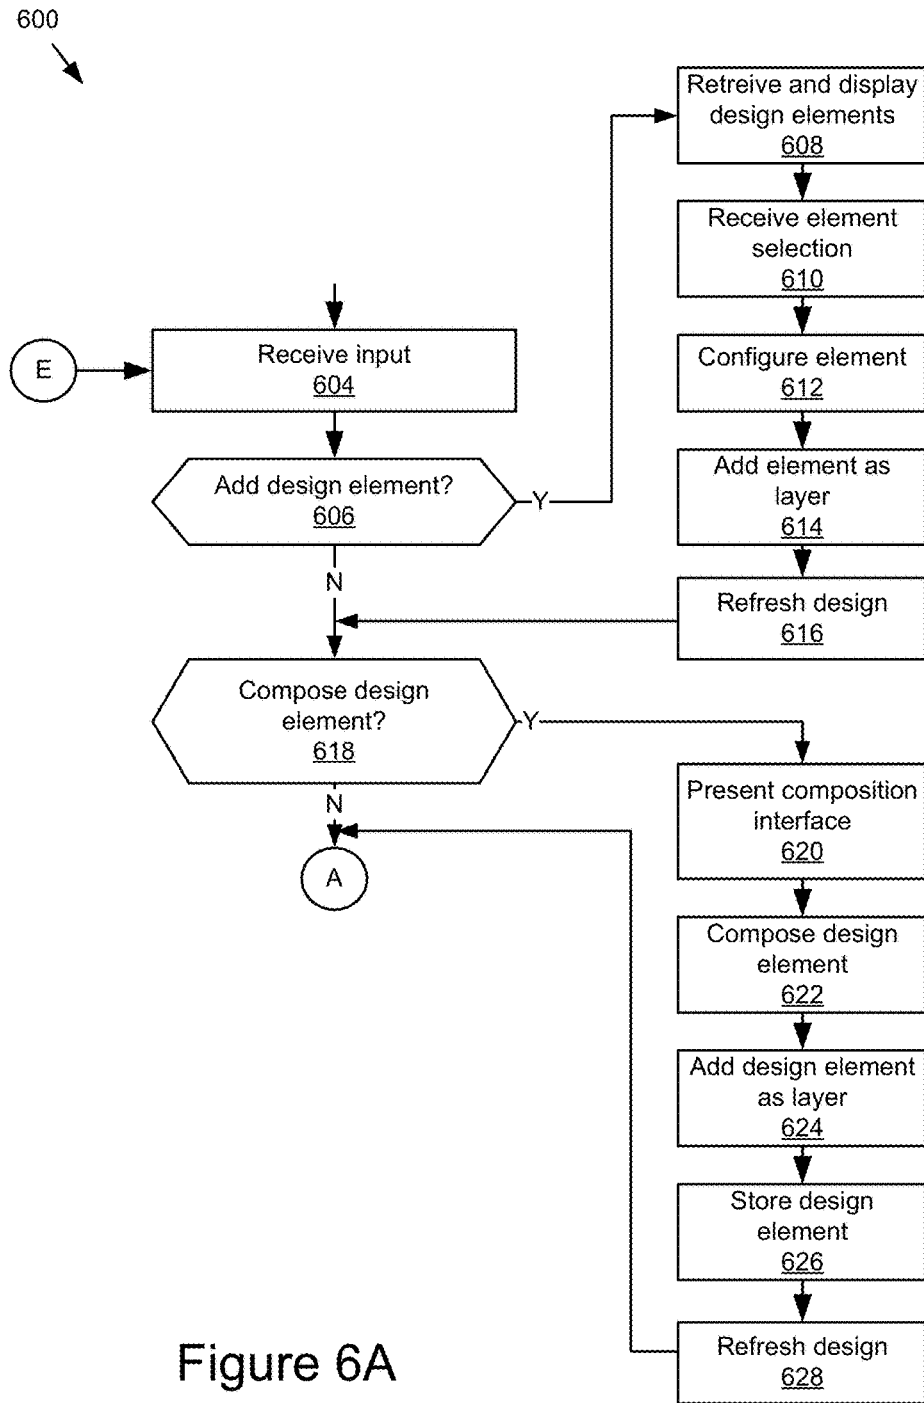 600
Retreive and display
design elements
608
Receive element
selection
610
E
Receive input
604
Configure element
612
Add design element?
606
Y
Add element as
layer
614
N
Refresh design
616
Compose design
element?
618
Y
N
Present composition
interface
620
A
Compose design
element
622
Add design element
as layer
624
Store design
element
626
Refresh design
628
Figure 6A